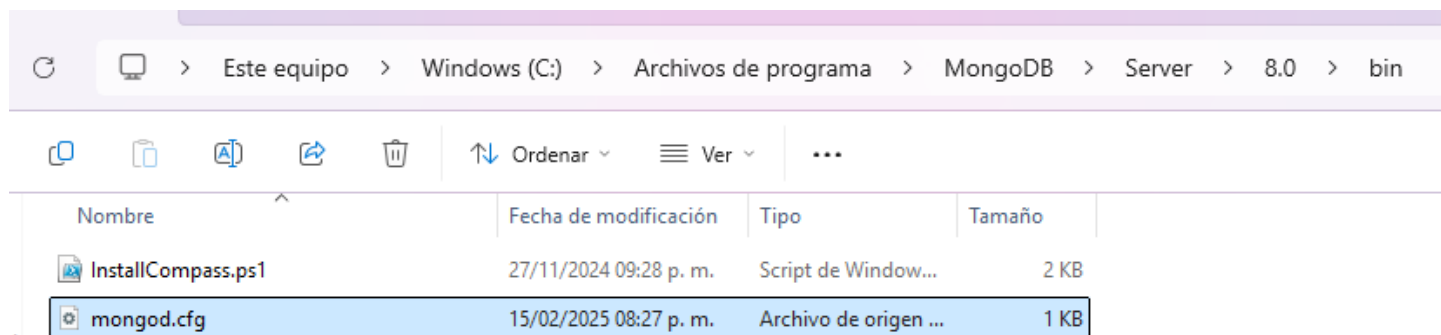 Este equipo > Windows (C:) > Archivos de programa > MongoDB > Server > 8.0 > bin
Ordenar Ver ...
Nombre Fecha de modificación Tipo Tamaño
InstallCompass.ps1 27/11/2024 09:28 p. m. Script de Window... 2 KB
mongod.cfg 15/02/2025 08:27 p. m. Archivo de origen ... 1 KB